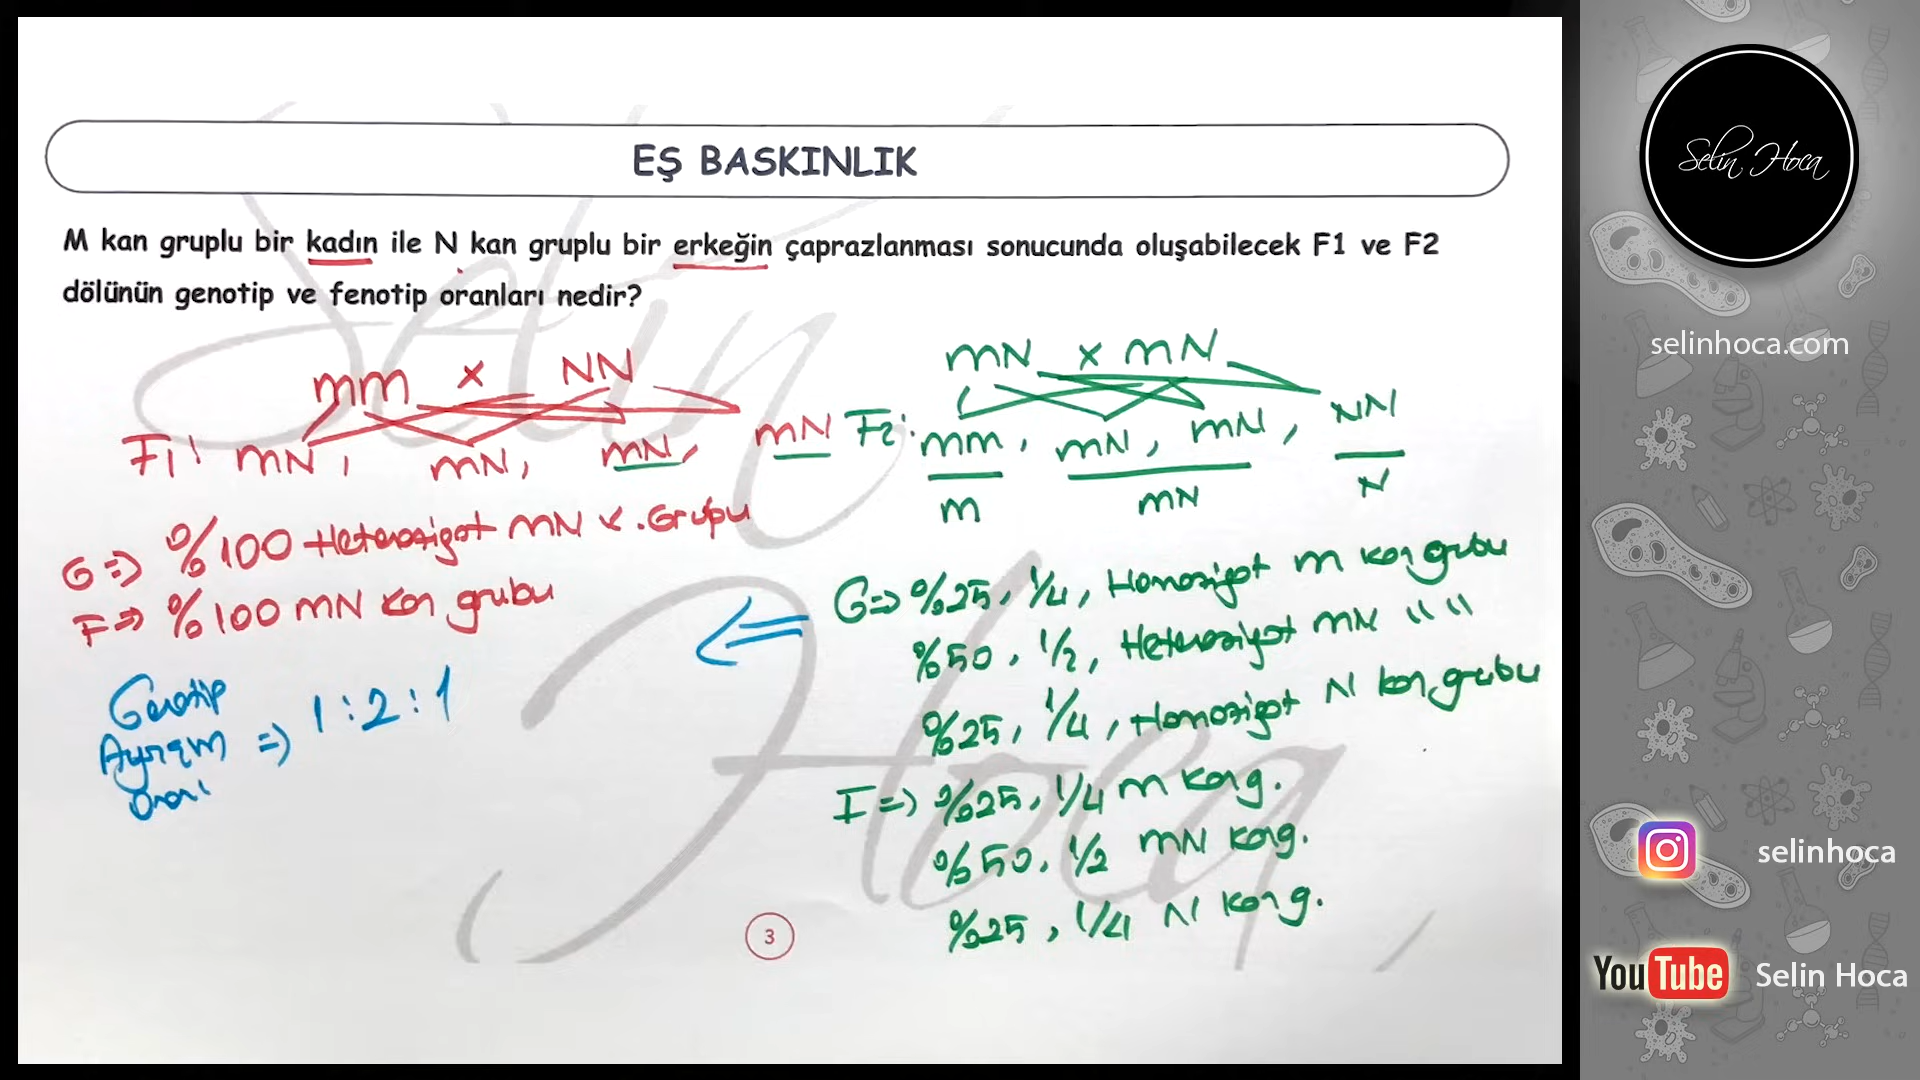 EŞ BASKINLIK
M kan gruplu bir kadın ile N kan gruplu bir erkeğin çaprazlanması sonucunda oluşabilecek F1 ve F2
dölünün genotip ve fenotip oranları nedir?
mm x NN
F1: mN, mN, mN, mN
G => %100 Heterozigot mN k. Grupu
F => %100 mN kan grubu
Genotip
Ayrışım => 1:2:1
Oranı
mN x mN
F2: mm, mN, mN, NN
m mN N
G => %25, 1/4, Homozigot m kan grubu
%50, 1/2, Heterozigot mN " "
%25, 1/4, Homozigot N kan grubu
F => %25, 1/4 m kan g.
%50, 1/2 mN kan g.
%25, 1/4 N kan g.
3
Selin Hoca
Selin Hoca
selinhoca.com
selinhoca
YouTube Selin Hoca